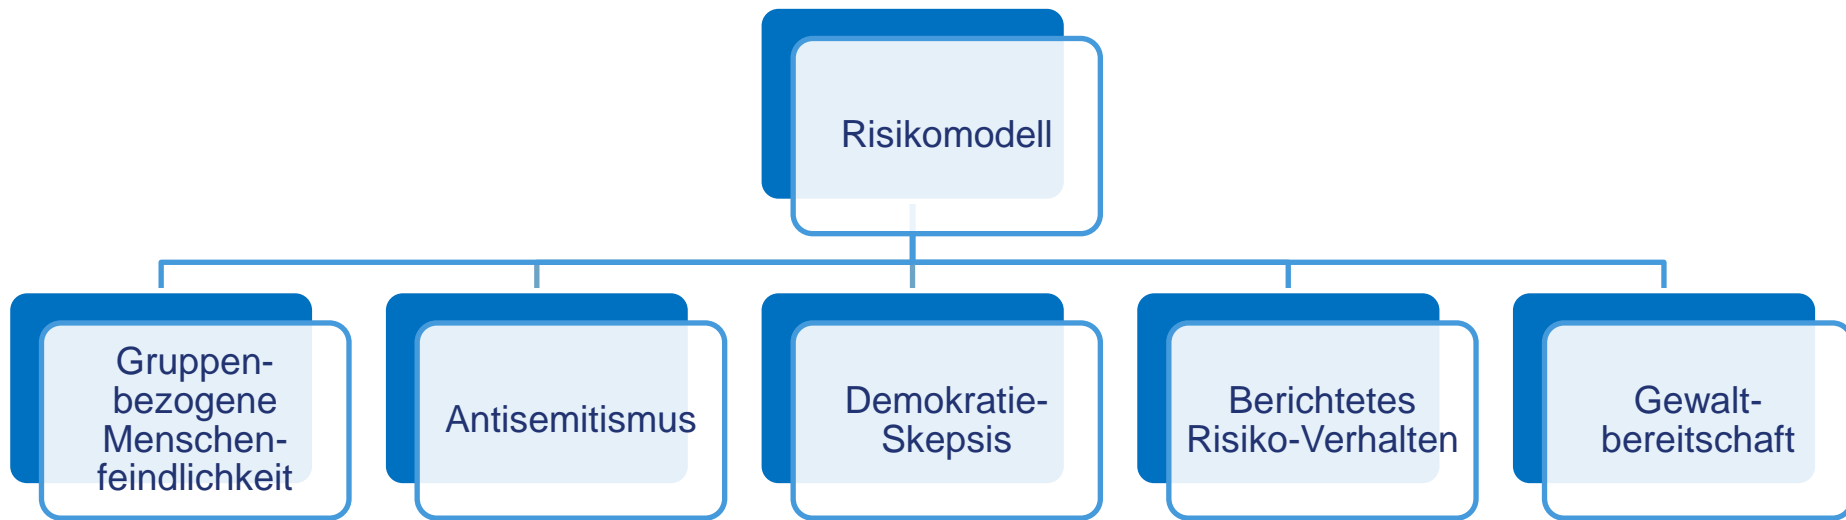 Risikomodell
Gruppen-
bezogene
Menschen-
feindlichkeit
Antisemitismus
Demokratie-
Skepsis
Berichtetes
Risiko-Verhalten
Gewalt-
bereitschaft